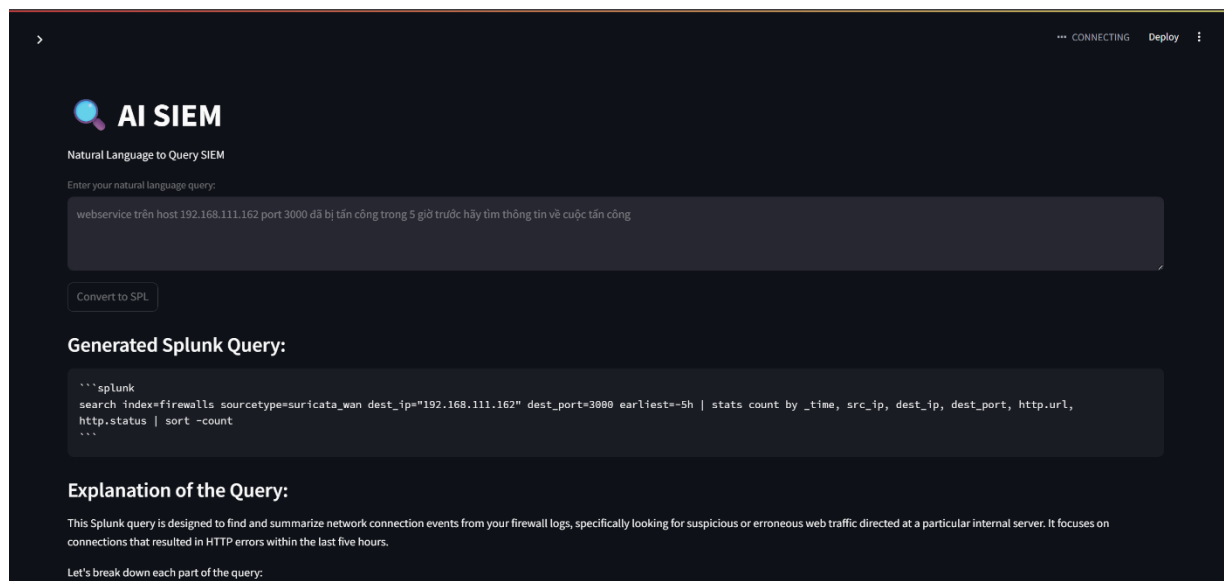 CONNECTING Deploy
AI SIEM
Natural Language to Query SIEM
Enter your natural language query:
webservice trên host 192.168.111.162 port 3000 đã bị tấn công trong 5 giờ trước hãy tìm thông tin về cuộc tấn công
Convert to SPL
Generated Splunk Query:
```splunk
search index=firewalls sourcetype=suricata_wan dest_ip="192.168.111.162" dest_port=3000 earliest=-5h | stats count by _time, src_ip, dest_ip, dest_port, http.url,
http.status | sort -count
```
Explanation of the Query:
This Splunk query is designed to find and summarize network connection events from your firewall logs, specifically looking for suspicious or erroneous web traffic directed at a particular internal server. It focuses on
connections that resulted in HTTP errors within the last five hours.
Let's break down each part of the query: